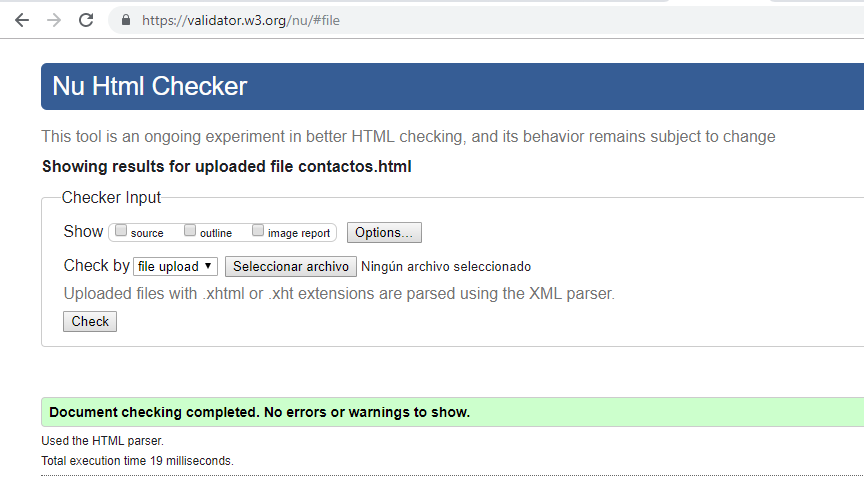 https://validator.w3.org/nu/#file
Nu Html Checker
This tool is an ongoing experiment in better HTML checking, and its behavior remains subject to change
Showing results for uploaded file contactos.html
Checker Input
Show source outline image report Options...
Check by file upload Seleccionar archivo Ningún archivo seleccionado
Uploaded files with .xhtml or .xht extensions are parsed using the XML parser.
Check
Document checking completed. No errors or warnings to show.
Used the HTML parser.
Total execution time 19 milliseconds.